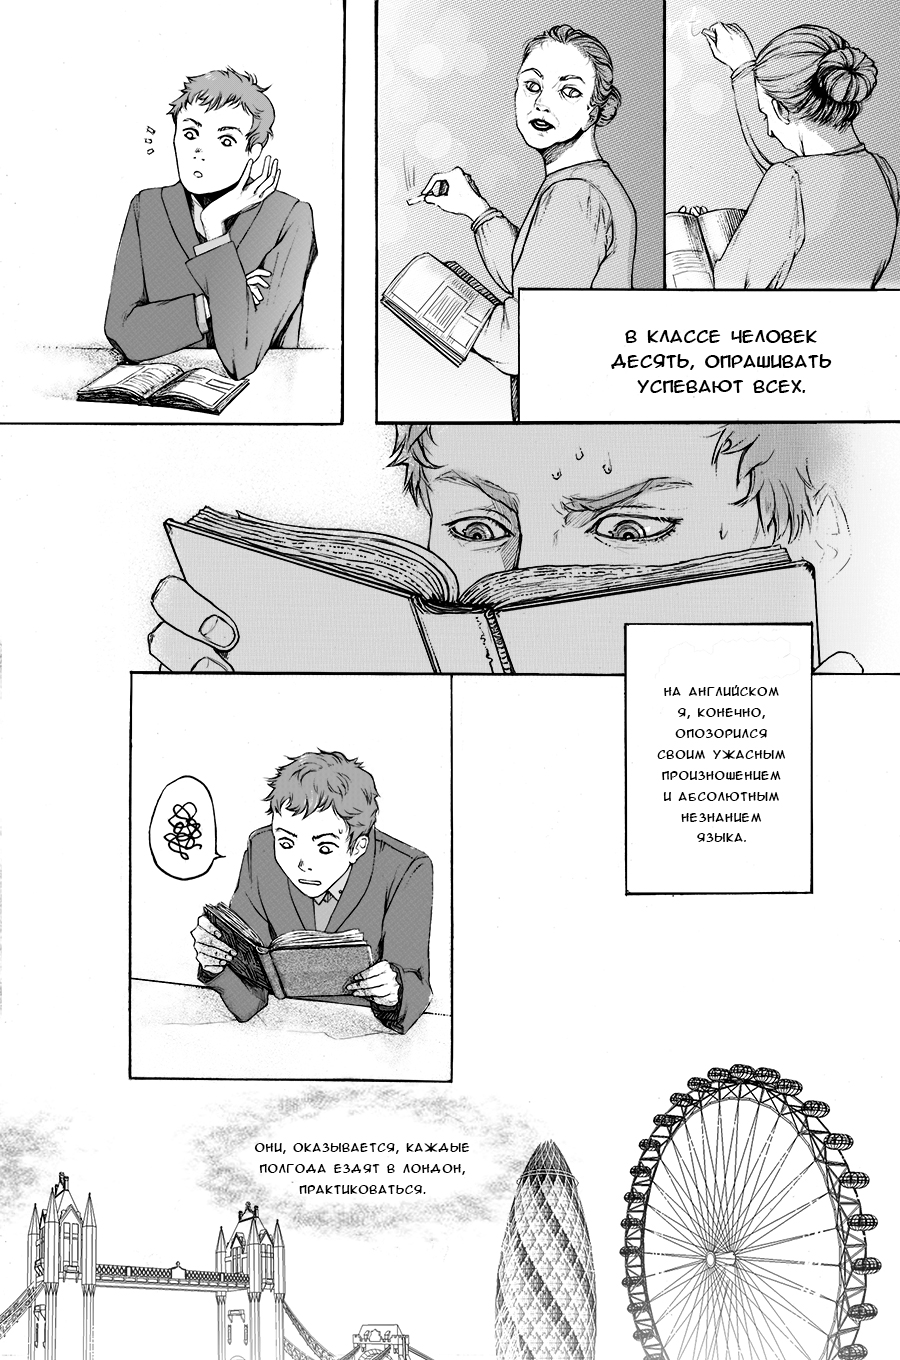 В КЛАССЕ ЧЕЛОВЕК
ДЕСЯТЬ, ОПРАШИВАТЬ
УСПЕВАЮТ ВСЕХ.
НА АНГЛИЙСКОМ
Я, КОНЕЧНО,
ОПОЗОРИЛСЯ
СВОИМ УЖАСНЫМ
ПРОИЗНОШЕНИЕМ
И АБСОЛЮТНЫМ
НЕЗНАНИЕМ
ЯЗЫКА.
ОНИ, ОКАЗЫВАЕТСЯ, КАЖДЫЕ
ПОЛГОДА ЕЗДЯТ В ЛОНДОН,
ПРАКТИКОВАТЬСЯ.